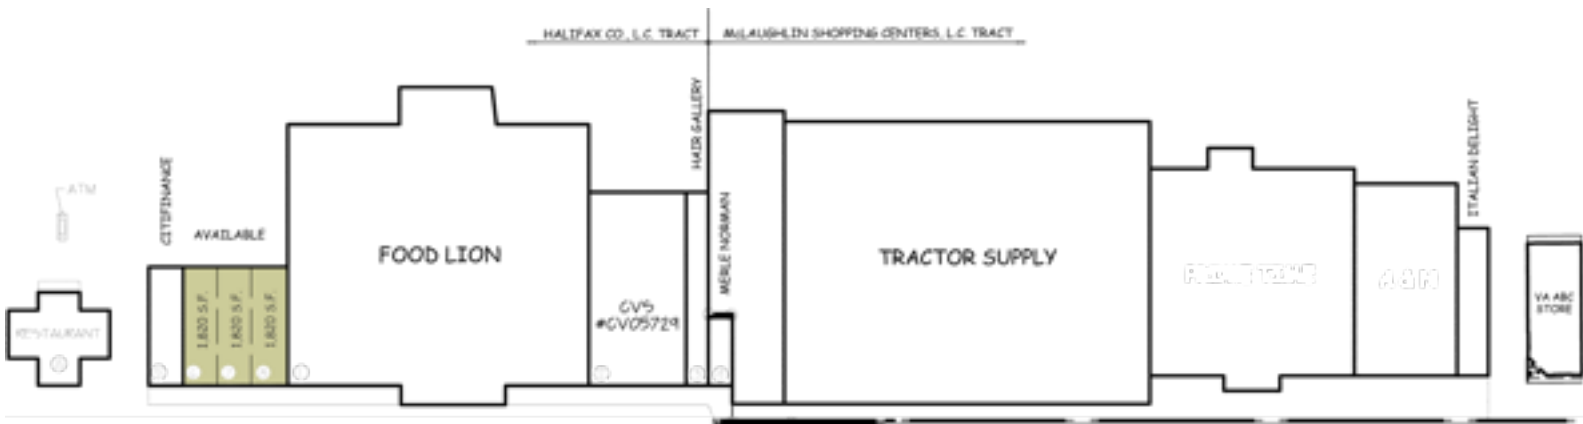 HALIFAX CO., L.C. TRACT
McLAUGHLIN SHOPPING CENTERS, L.C. TRACT
ATM
RESTAURANT
CITIFINANCE
AVAILABLE
1,820 S.F.
1,820 S.F.
1,820 S.F.
FOOD LION
CVS
#CV05729
HAIR GALLERY
MERLE NORMAN
TRACTOR SUPPLY
ITALIAN DELIGHT
VA ABC
STORE